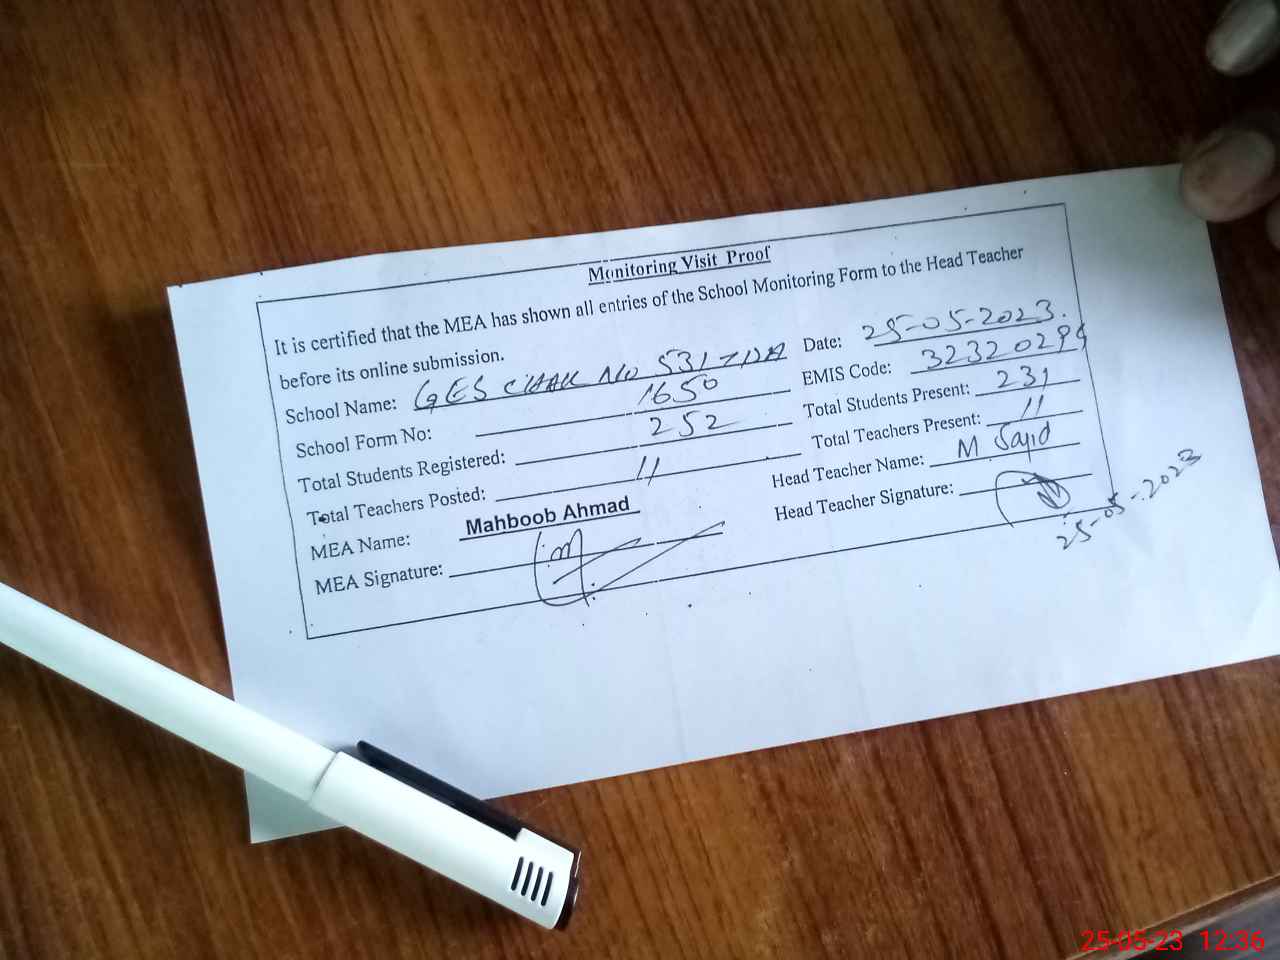 Monitoring Visit Proof
It is certified that the MEA has shown all entries of the School Monitoring Form to the Head Teacher
before its online submission.
Date: 25-05-2023.
School Name: GES CHAK NO 531 TDA
EMIS Code: 32320299
School Form No: 1650
Total Students Present: 231
Total Students Registered: 252
Total Teachers Present: 11
Total Teachers Posted: 11
Head Teacher Name: M Sajid
MEA Name: Mahboob Ahmad
Head Teacher Signature:
25-05-2023
MEA Signature:
25-05-23 12:36